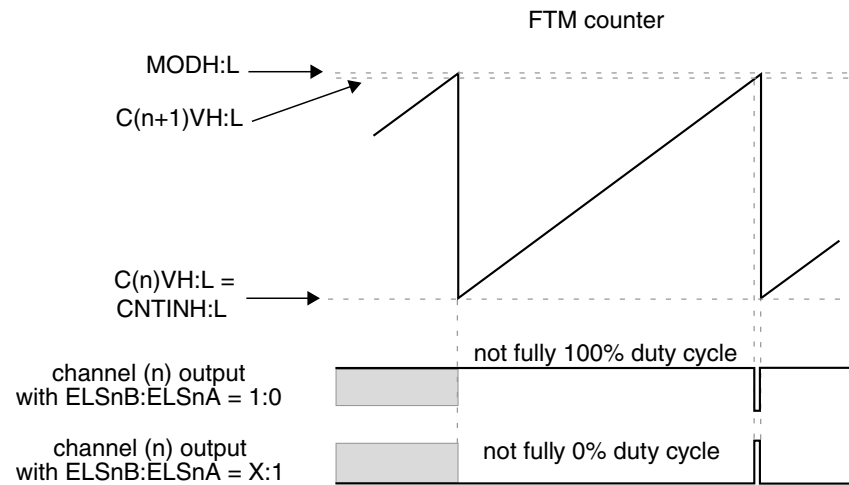 FTM counter
MODH:L
C(n+1)VH:L
C(n)VH:L =
CNTINH:L
not fully 100% duty cycle
channel (n) output
with ELSnB:ELSnA = 1:0
channel (n) output
with ELSnB:ELSnA = X:1
not fully 0% duty cycle